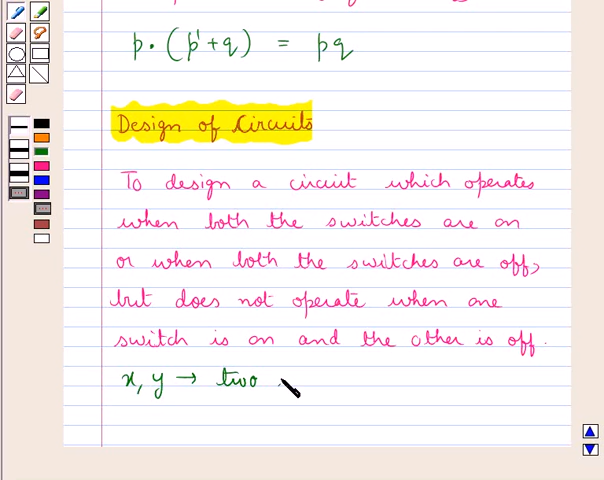 p · (p' + q) = pq
Design of Circuits
To design a circuit which operates
when both the switches are on
or when both the switches are off,
but does not operate when one
switch is on and the other is off.
x, y → two